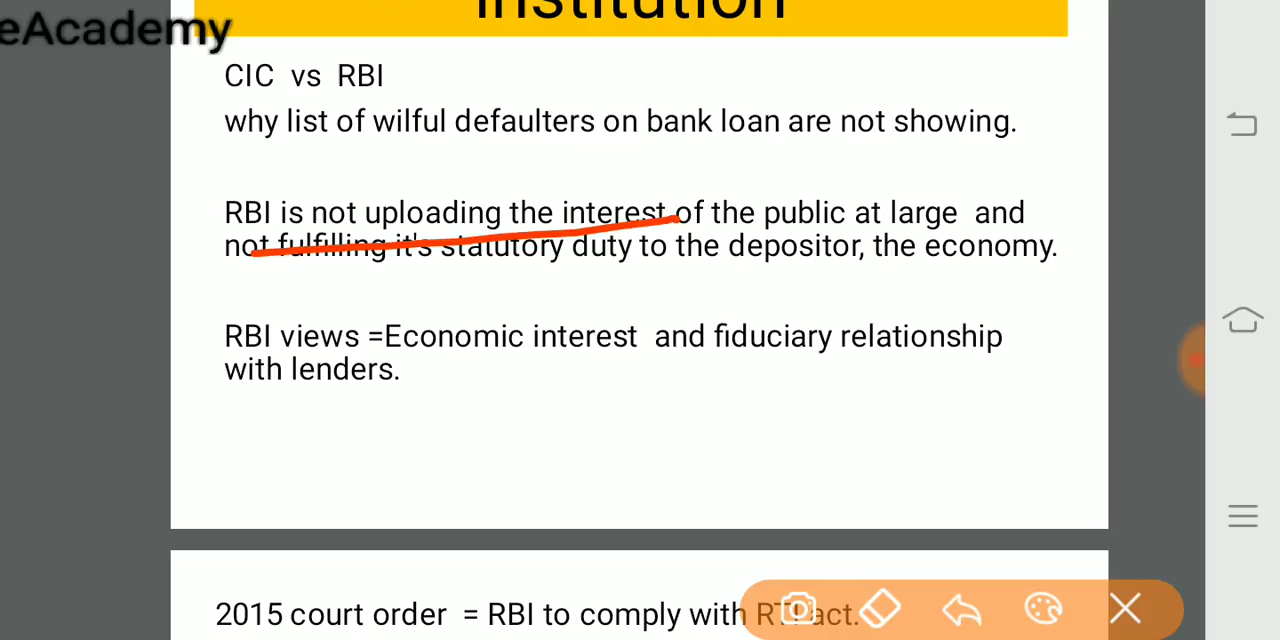 institution
eAcademy
CIC vs RBI
why list of wilful defaulters on bank loan are not showing.
RBI is not uploading the interest of the public at large and
not fulfilling it's statutory duty to the depositor, the economy.
RBI views =Economic interest and fiduciary relationship
with lenders.
2015 court order = RBI to comply with RTI act.